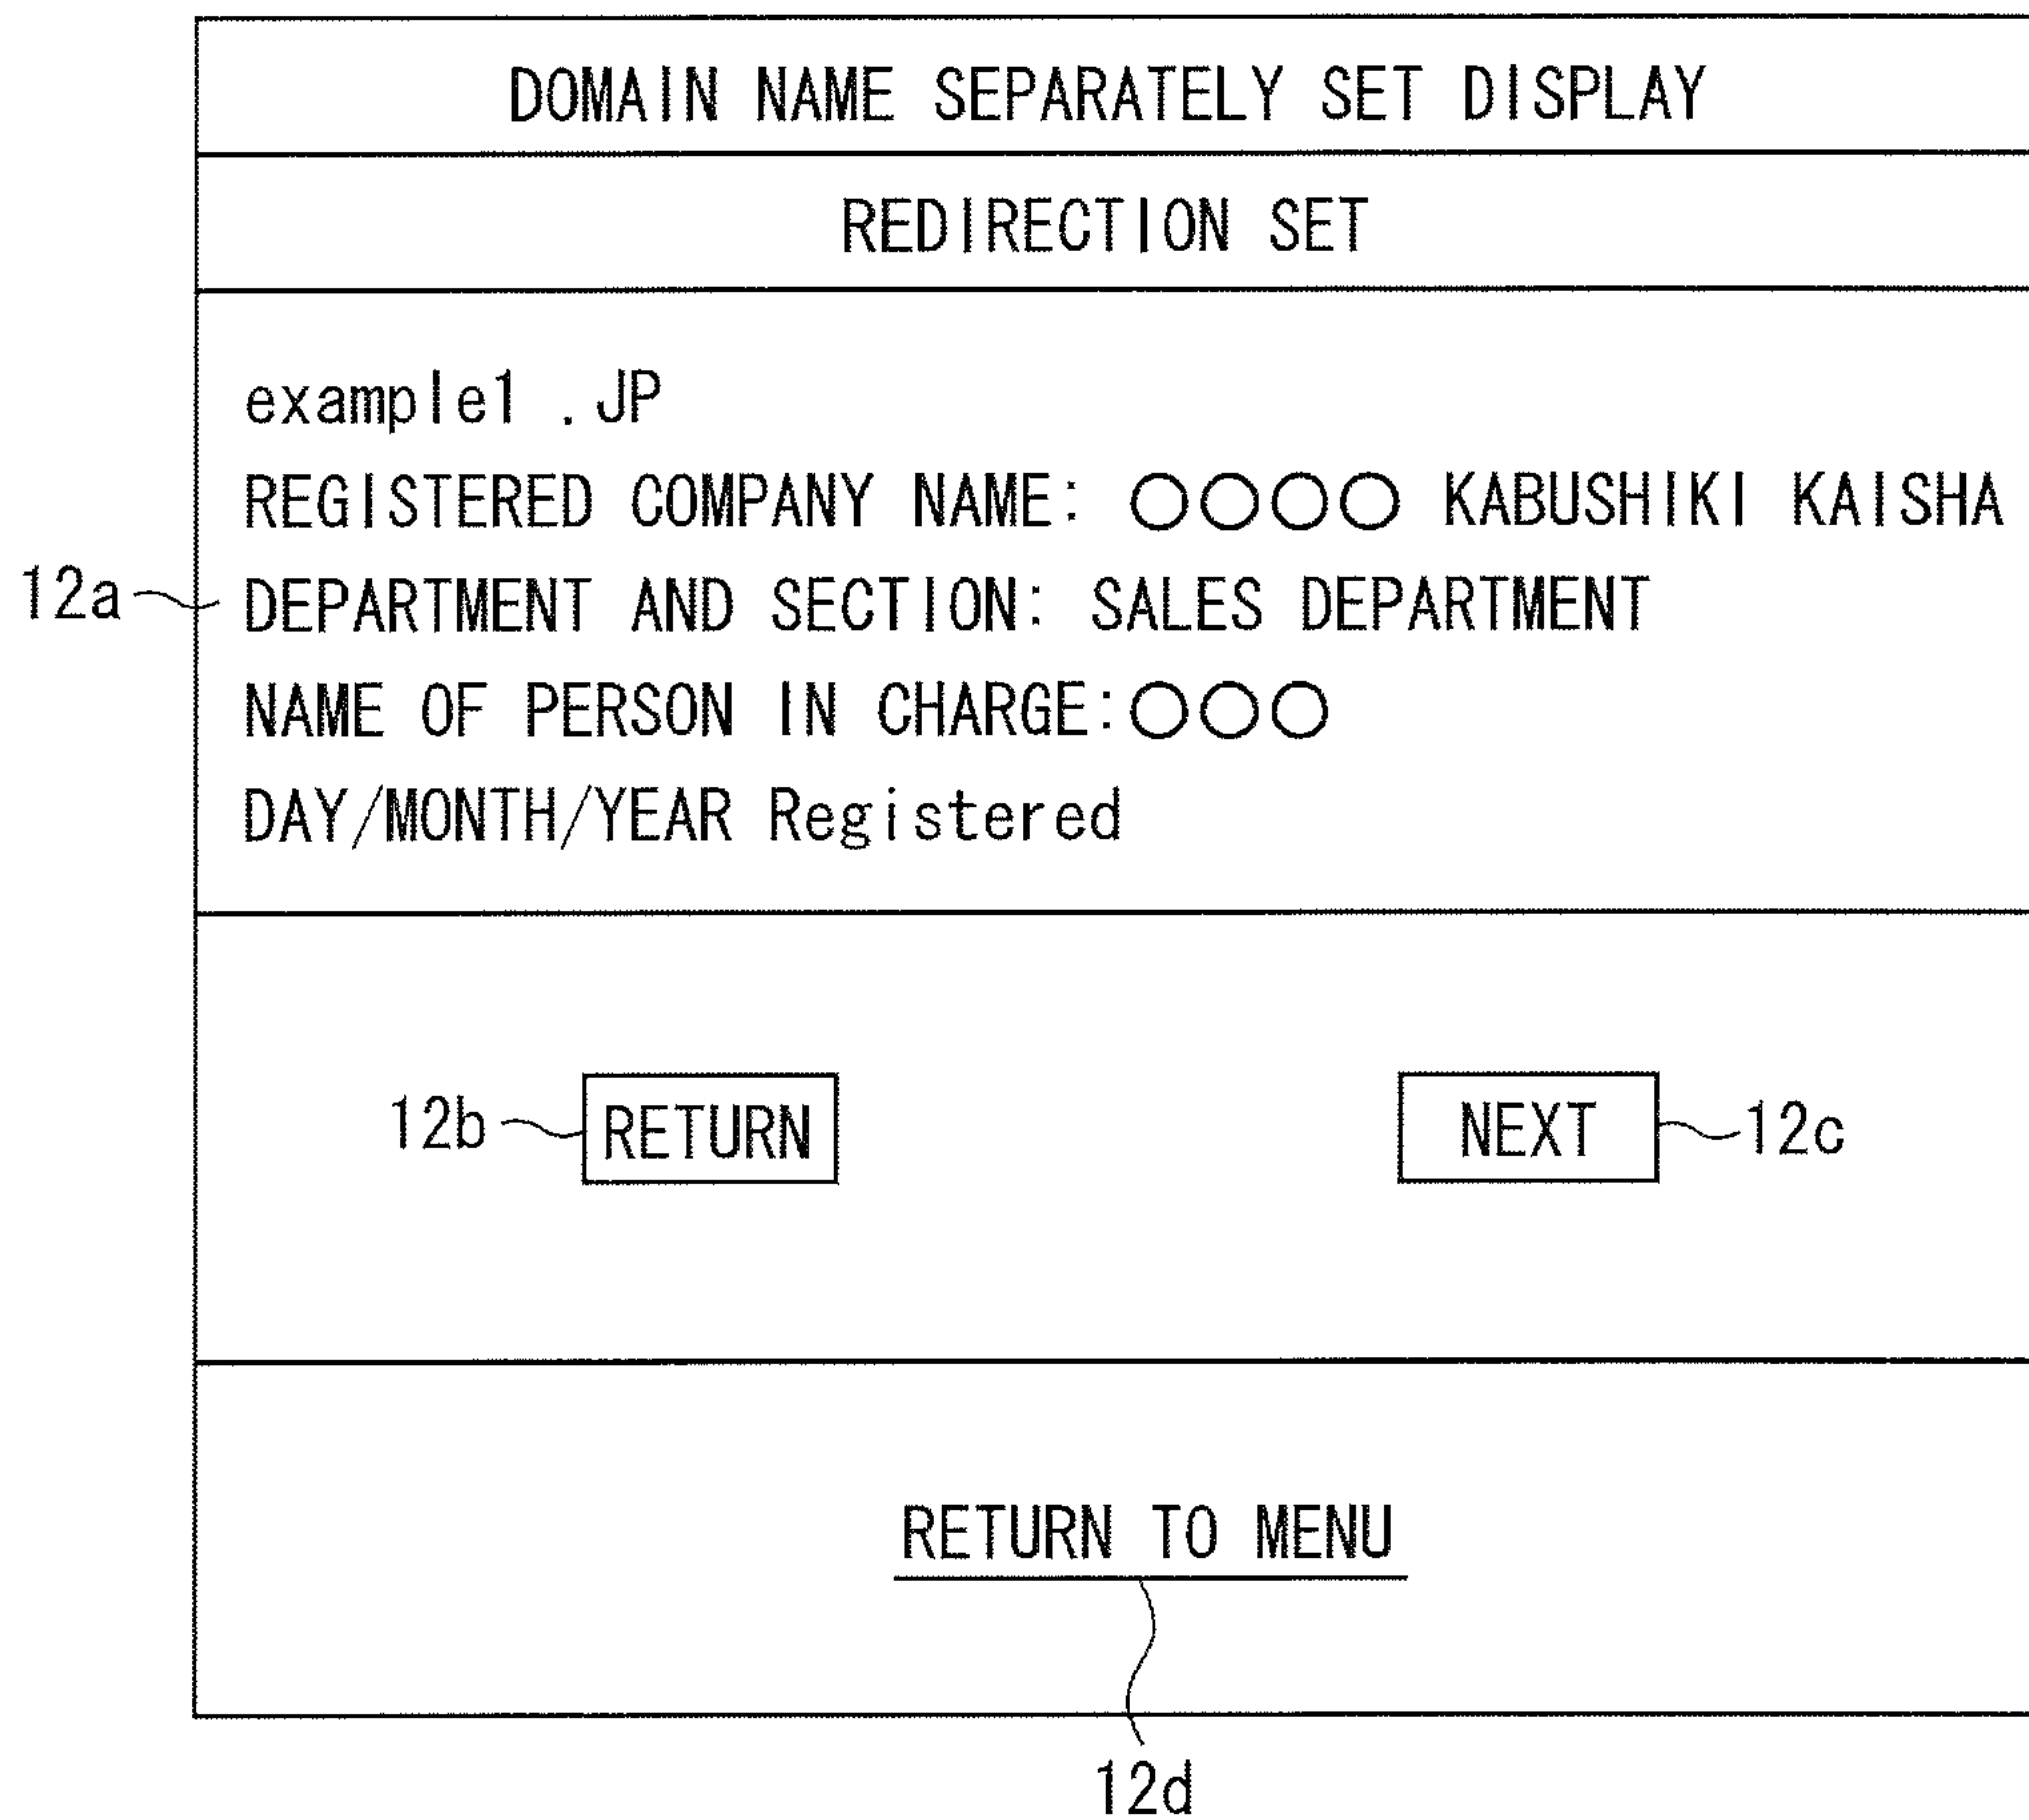 DOMAIN NAME SEPARATELY SET DISPLAY
REDIRECTION SET
example1 .JP
REGISTERED COMPANY NAME: ○○○○ KABUSHIKI KAISHA
12a DEPARTMENT AND SECTION: SALES DEPARTMENT
NAME OF PERSON IN CHARGE:○○○
DAY/MONTH/YEAR Registered
12b RETURN NEXT 12c
RETURN TO MENU
12d